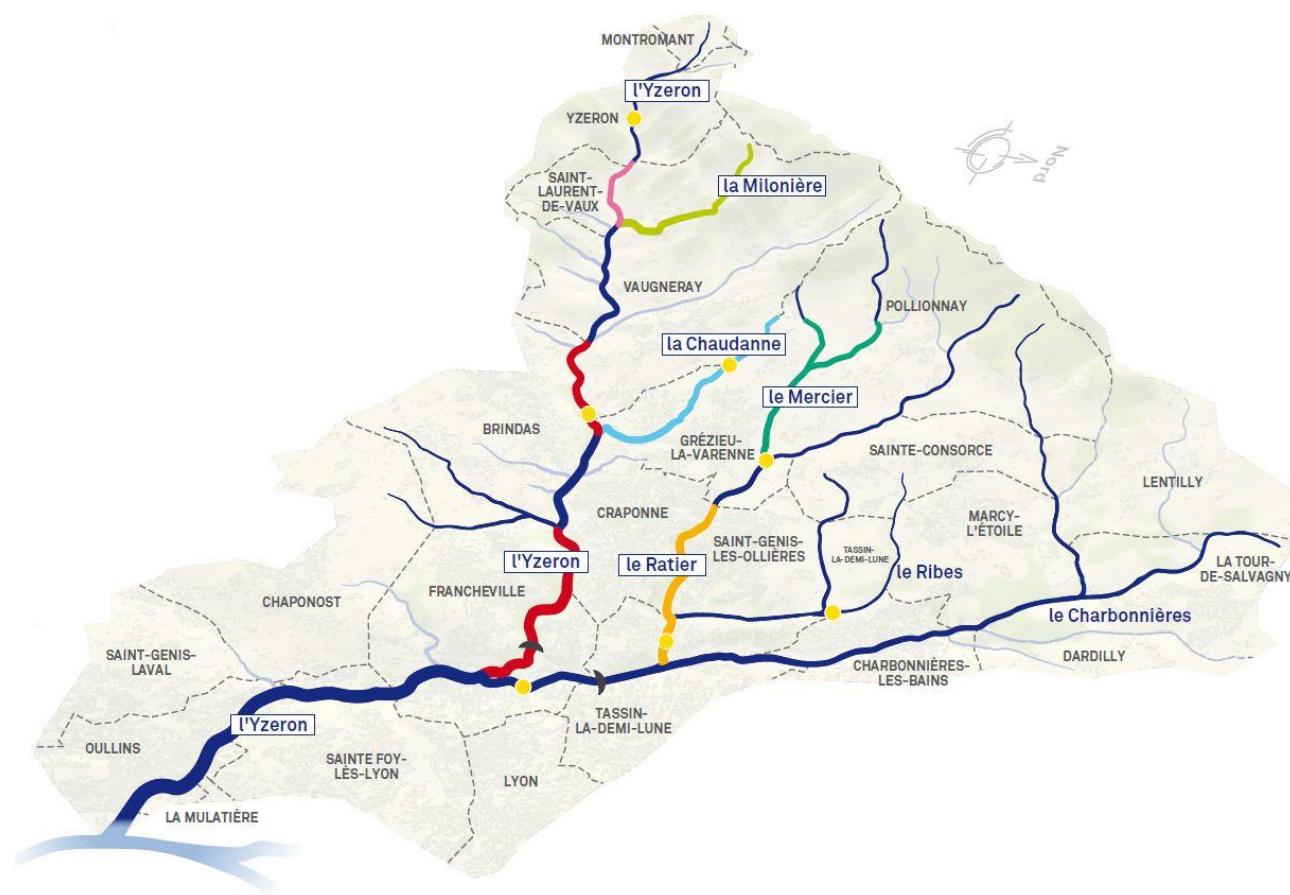 MONTROMANT
l'Yzeron
YZERON
Nord
SAINT-
LAURENT-
DE-VAUX
la Milonière
VAUGNERAY
POLLIONNAY
la Chaudanne
le Mercier
BRINDAS
GRÉZIEU-
LA-VARENNE
SAINTE-CONSORCE
LENTILLY
CRAPONNE
MARCY-
L'ÉTOILE
SAINT-GENIS-
LES-OLLIÈRES
TASSIN-
LA-DEMI-LUNE
l'Yzeron
le Ratier
le Ribes
LA TOUR-
DE-SALVAGNY
FRANCHEVILLE
CHAPONOST
le Charbonnières
SAINT-GENIS-
LAVAL
DARDILLY
CHARBONNIÈRES-
LES-BAINS
l'Yzeron
TASSIN-
LA-DEMI-LUNE
OULLINS
SAINTE FOY-
LÈS-LYON
LYON
LA MULATIÈRE